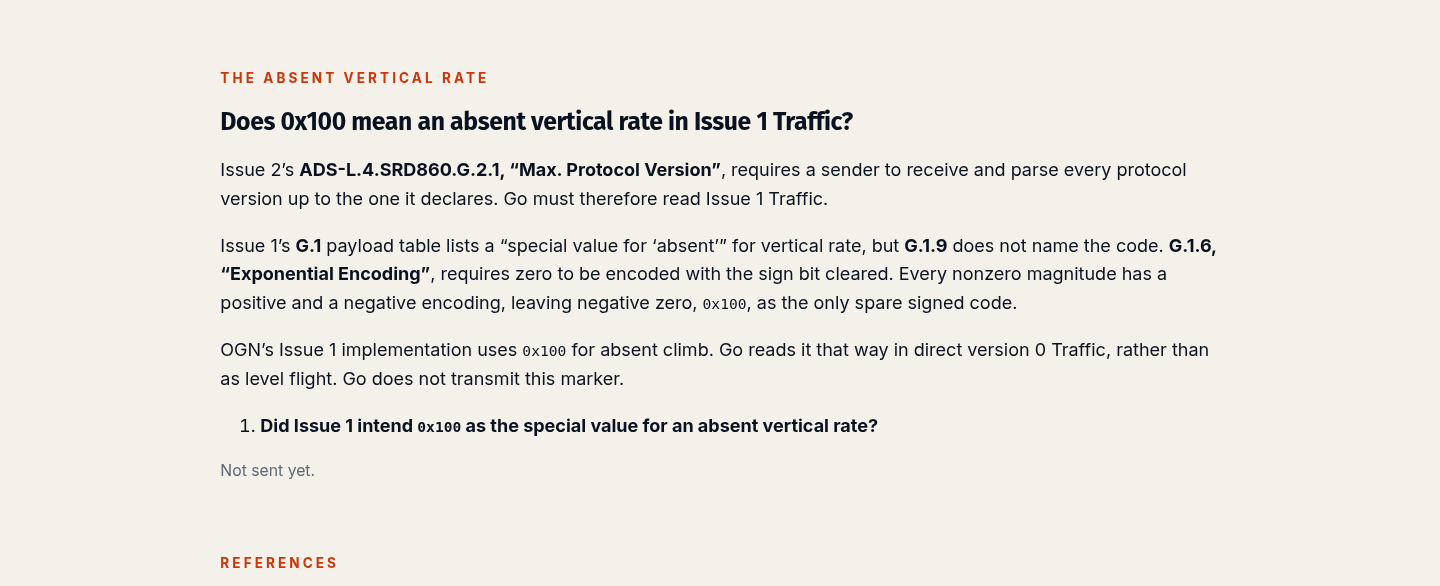 THE ABSENT VERTICAL RATE
Does 0x100 mean an absent vertical rate in Issue 1 Traffic?
Issue 2’s ADS-L.4.SRD860.G.2.1, “Max. Protocol Version”, requires a sender to receive and parse every protocol
version up to the one it declares. Go must therefore read Issue 1 Traffic.
Issue 1’s G.1 payload table lists a “special value for ‘absent’” for vertical rate, but G.1.9 does not name the code. G.1.6,
“Exponential Encoding”, requires zero to be encoded with the sign bit cleared. Every nonzero magnitude has a
positive and a negative encoding, leaving negative zero, 0x100, as the only spare signed code.
OGN’s Issue 1 implementation uses 0x100 for absent climb. Go reads it that way in direct version 0 Traffic, rather than
as level flight. Go does not transmit this marker.
1. Did Issue 1 intend 0x100 as the special value for an absent vertical rate?
Not sent yet.
REFERENCES